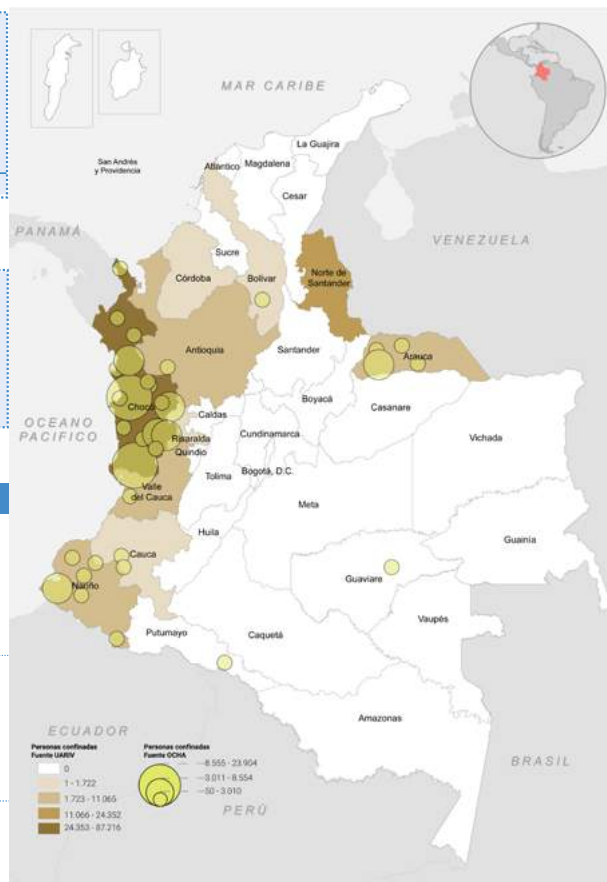 MAR CARIBE
La Guajira
San Andrés
y Providencia
Atlántico
Magdalena
Cesar
PANAMÁ
VENEZUELA
Sucre
Córdoba
Bolívar
Norte de
Santander
Antioquia
Santander
Arauca
Boyacá
Casanare
Chocó
Caldas
OCEANO
PACIFICO
Cundinamarca
Vichada
Risaralda
Quindio
Bogotá, D.C.
Tolima
Valle
del Cauca
Meta
Guainía
Huila
Cauca
Guaviare
Nariño
Vaupés
Putumayo
Caquetá
Amazonas
ECUADOR
BRASIL
PERÚ
Personas confinadas
Fuente UARIV
0
1 - 1.722
1.723 - 11.065
11.066 - 24.352
24.353 - 87.216
Personas confinadas
Fuente OCHA
8.555 - 23.904
3.011 - 8.554
50 - 3.010